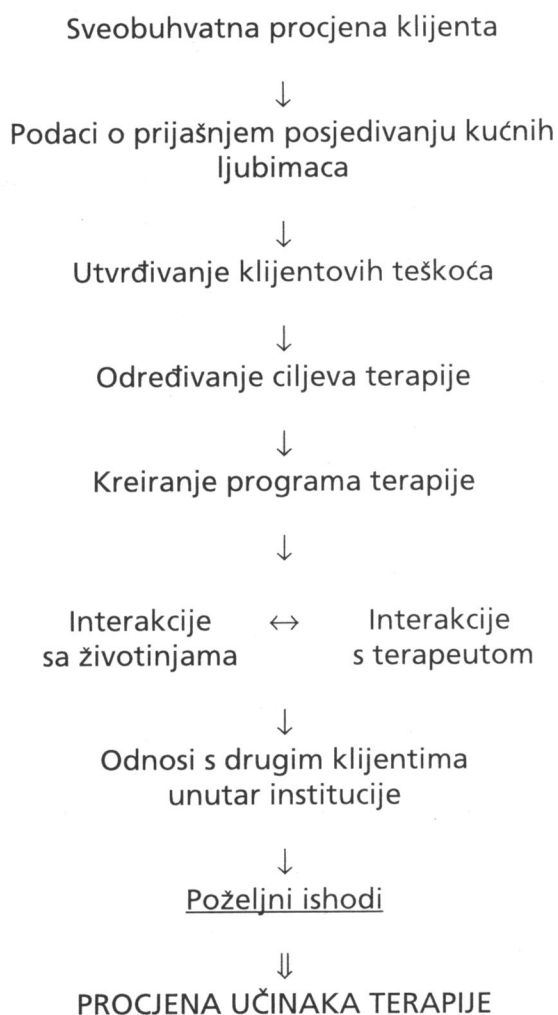 Sveobuhvatna procjena klijenta
↓
Podaci o prijašnjem posjedivanju kućnih
ljubimaca
↓
Utvrđivanje klijentovih teškoća
↓
Određivanje ciljeva terapije
↓
Kreiranje programa terapije
↓
Interakcije ↔ Interakcije
sa životinjama s terapeutom
↓
Odnosi s drugim klijentima
unutar institucije
↓
Poželjni ishodi
⇓
PROCJENA UČINAKA TERAPIJE